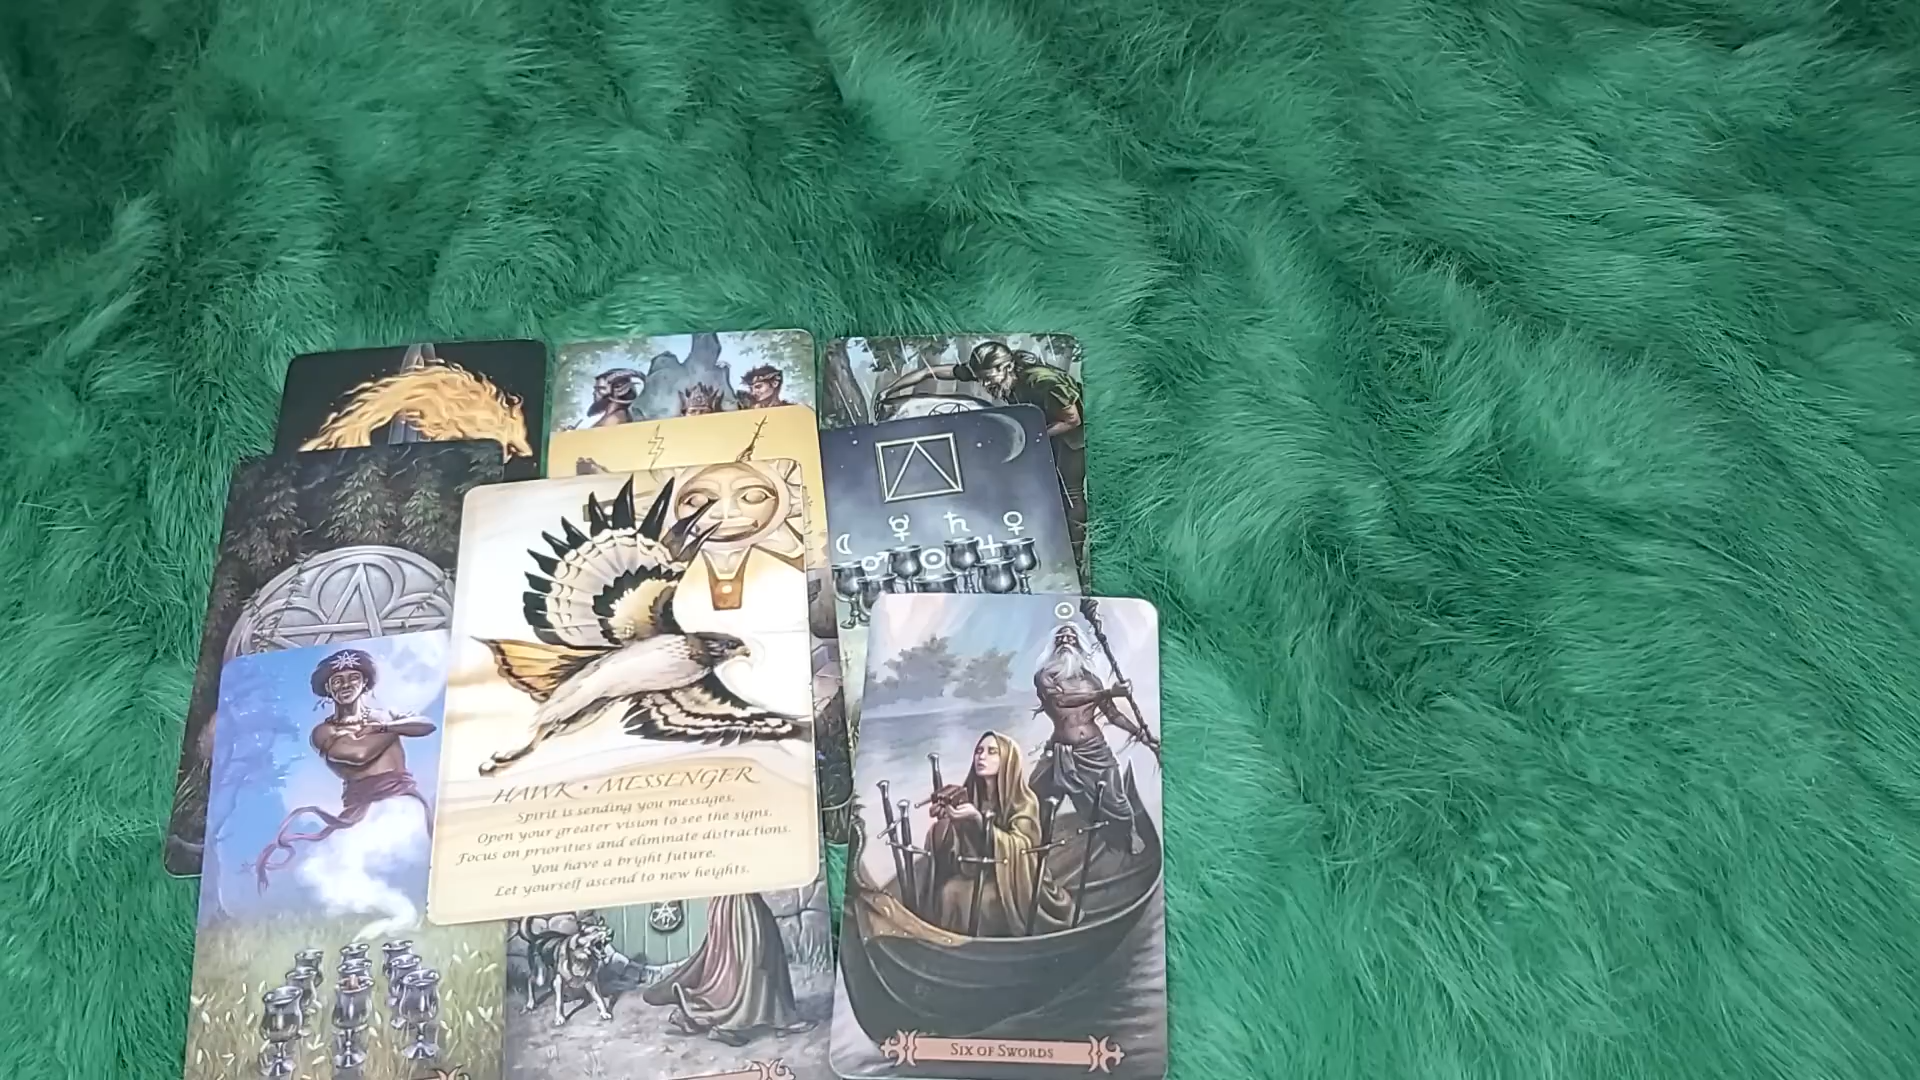 HAWK • MESSENGER
Spirit is sending you messages.
Open your greater vision to see the signs.
Focus on priorities and eliminate distractions.
You have a bright future.
Let yourself ascend to new heights.
SIX OF SWORDS